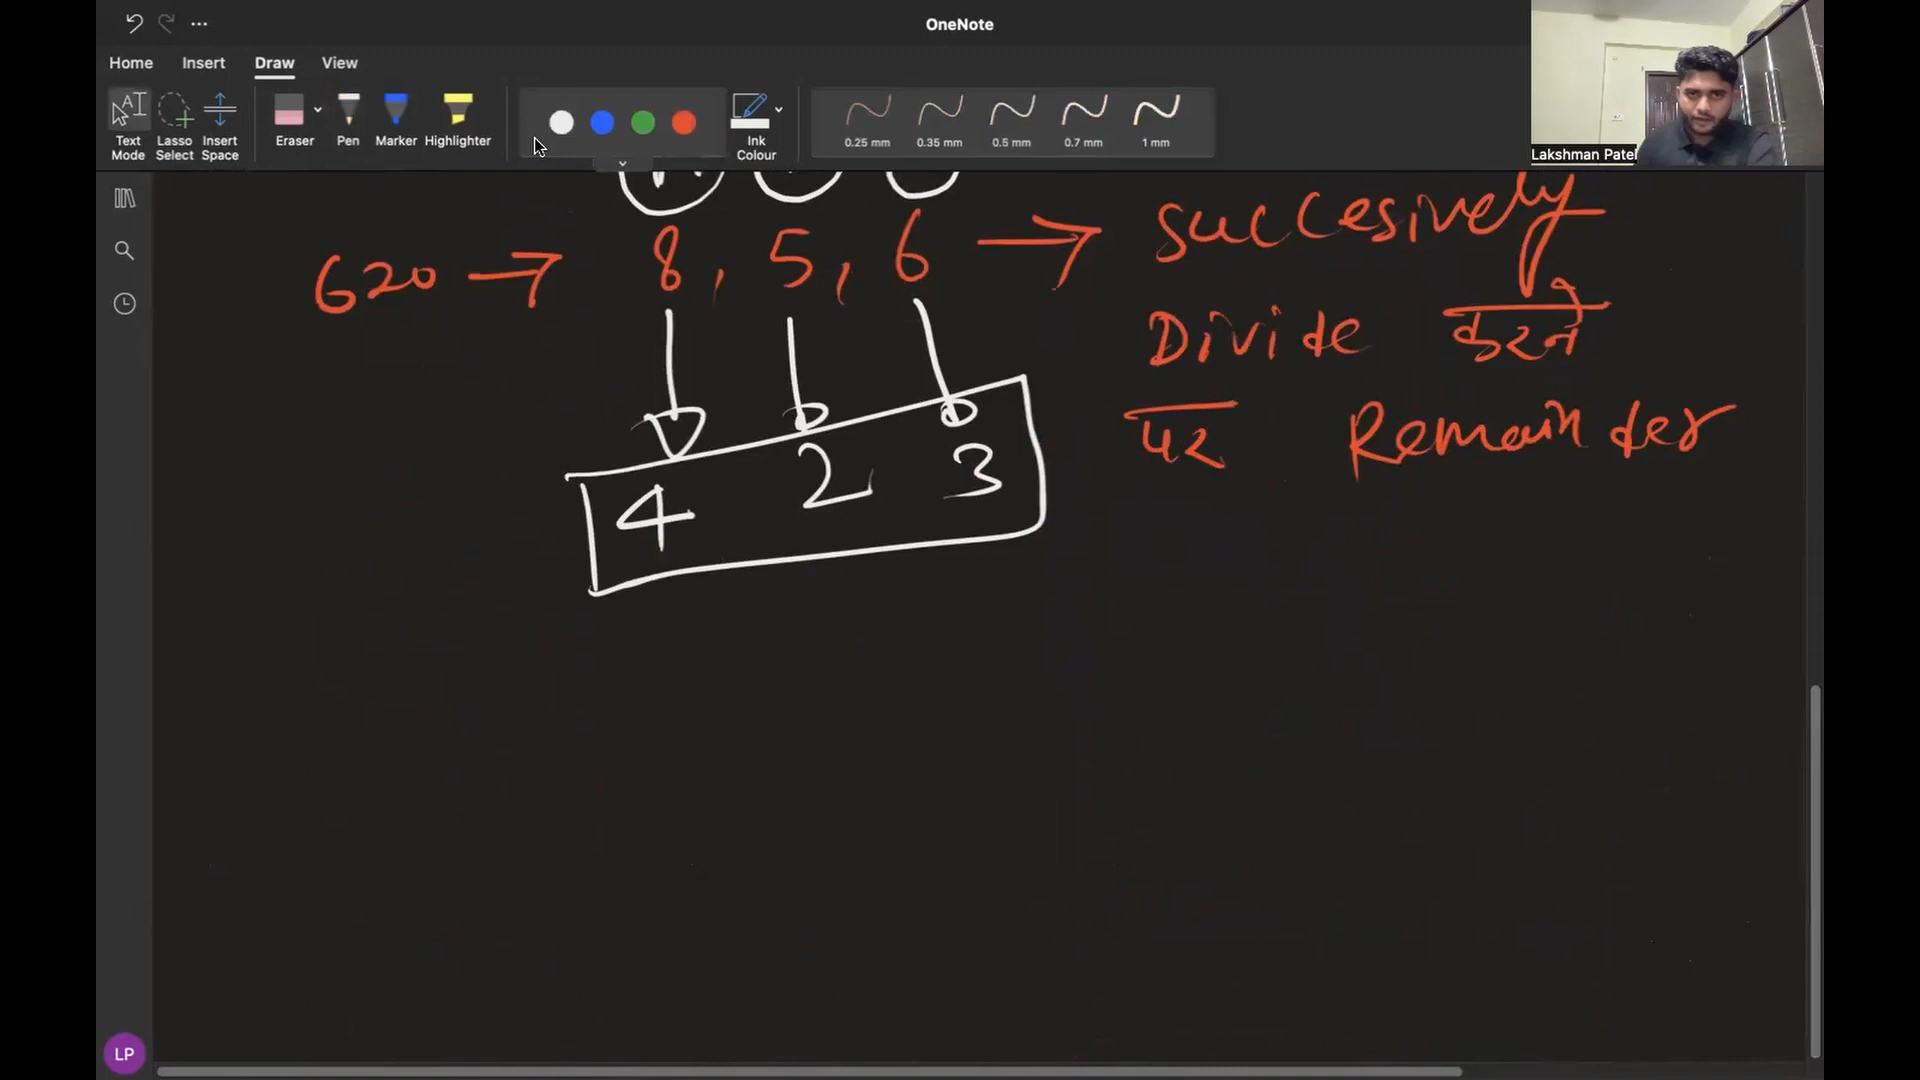 OneNote
Home Insert Draw View
Text Mode
Lasso Select
Insert Space
Eraser
Pen
Marker
Highlighter
Ink Colour
0.25 mm
0.35 mm
0.5 mm
0.7 mm
1 mm
Lakshman Patel
620 → 8, 5, 6 → Succesively
Divide करने
पर Remainder
4 2 3
LP